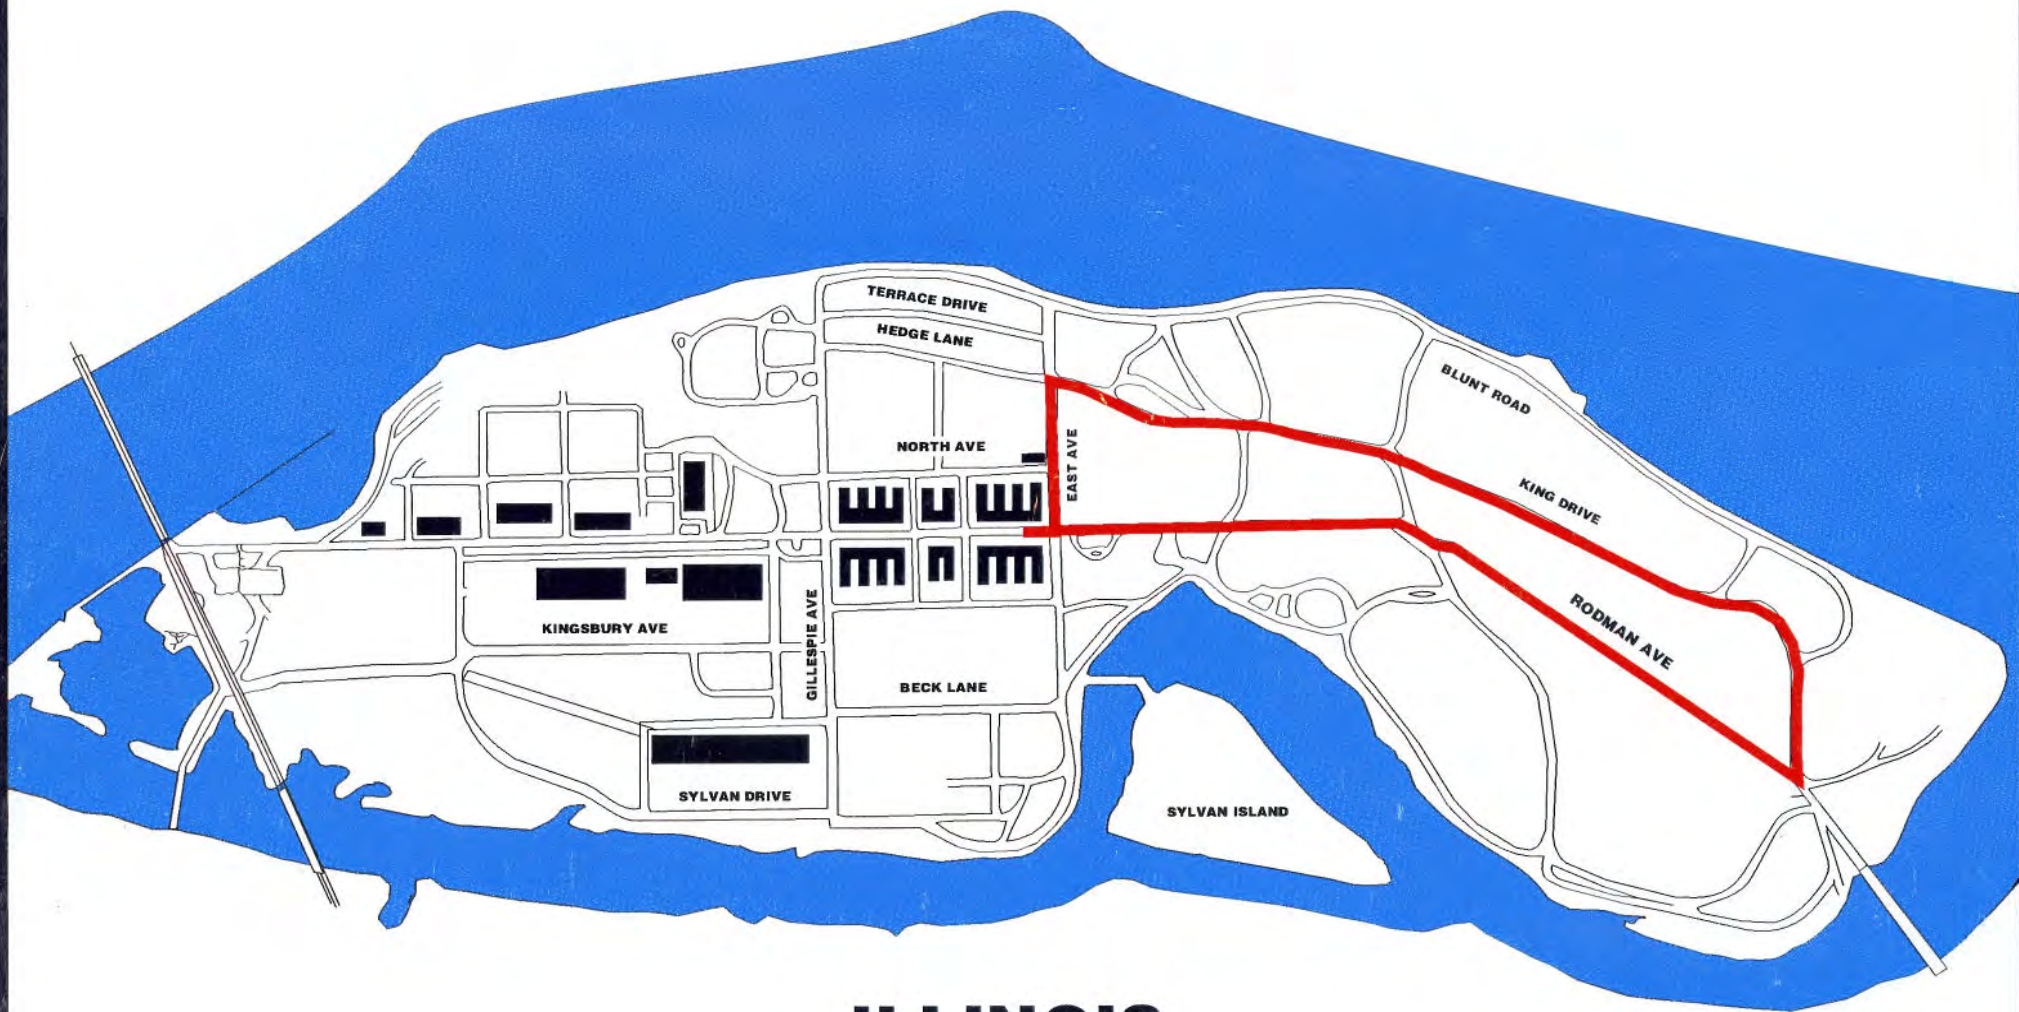 TERRACE DRIVE
HEDGE LANE
BLUNT ROAD
NORTH AVE
EAST AVE
KING DRIVE
GILLESPIE AVE
RODMAN AVE
KINGSBURY AVE
BECK LANE
SYLVAN DRIVE
SYLVAN ISLAND
ILLINOIS